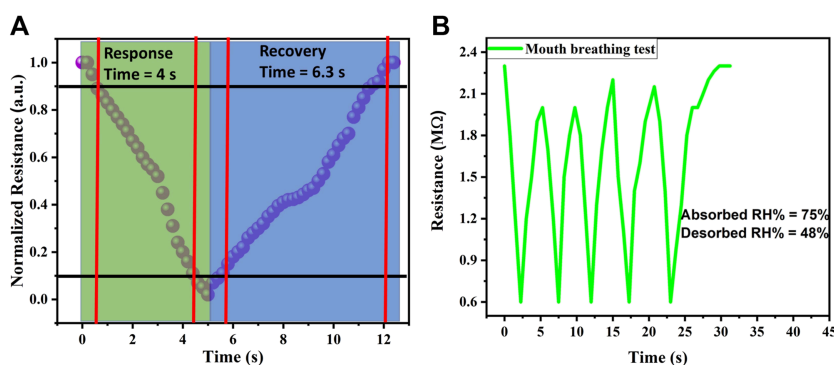 A
Response
Time = 4 s
Recovery
Time = 6.3 s
Normalized Resistance (a.u.)
1.0
0.8
0.6
0.4
0.2
0.0
0 2 4 6 8 10 12
Time (s)
B
Mouth breathing test
Resistance (MΩ)
2.4
2.1
1.8
1.5
1.2
0.9
0.6
Absorbed RH% = 75%
Desorbed RH% = 48%
0 5 10 15 20 25 30 35 40 45
Time (s)